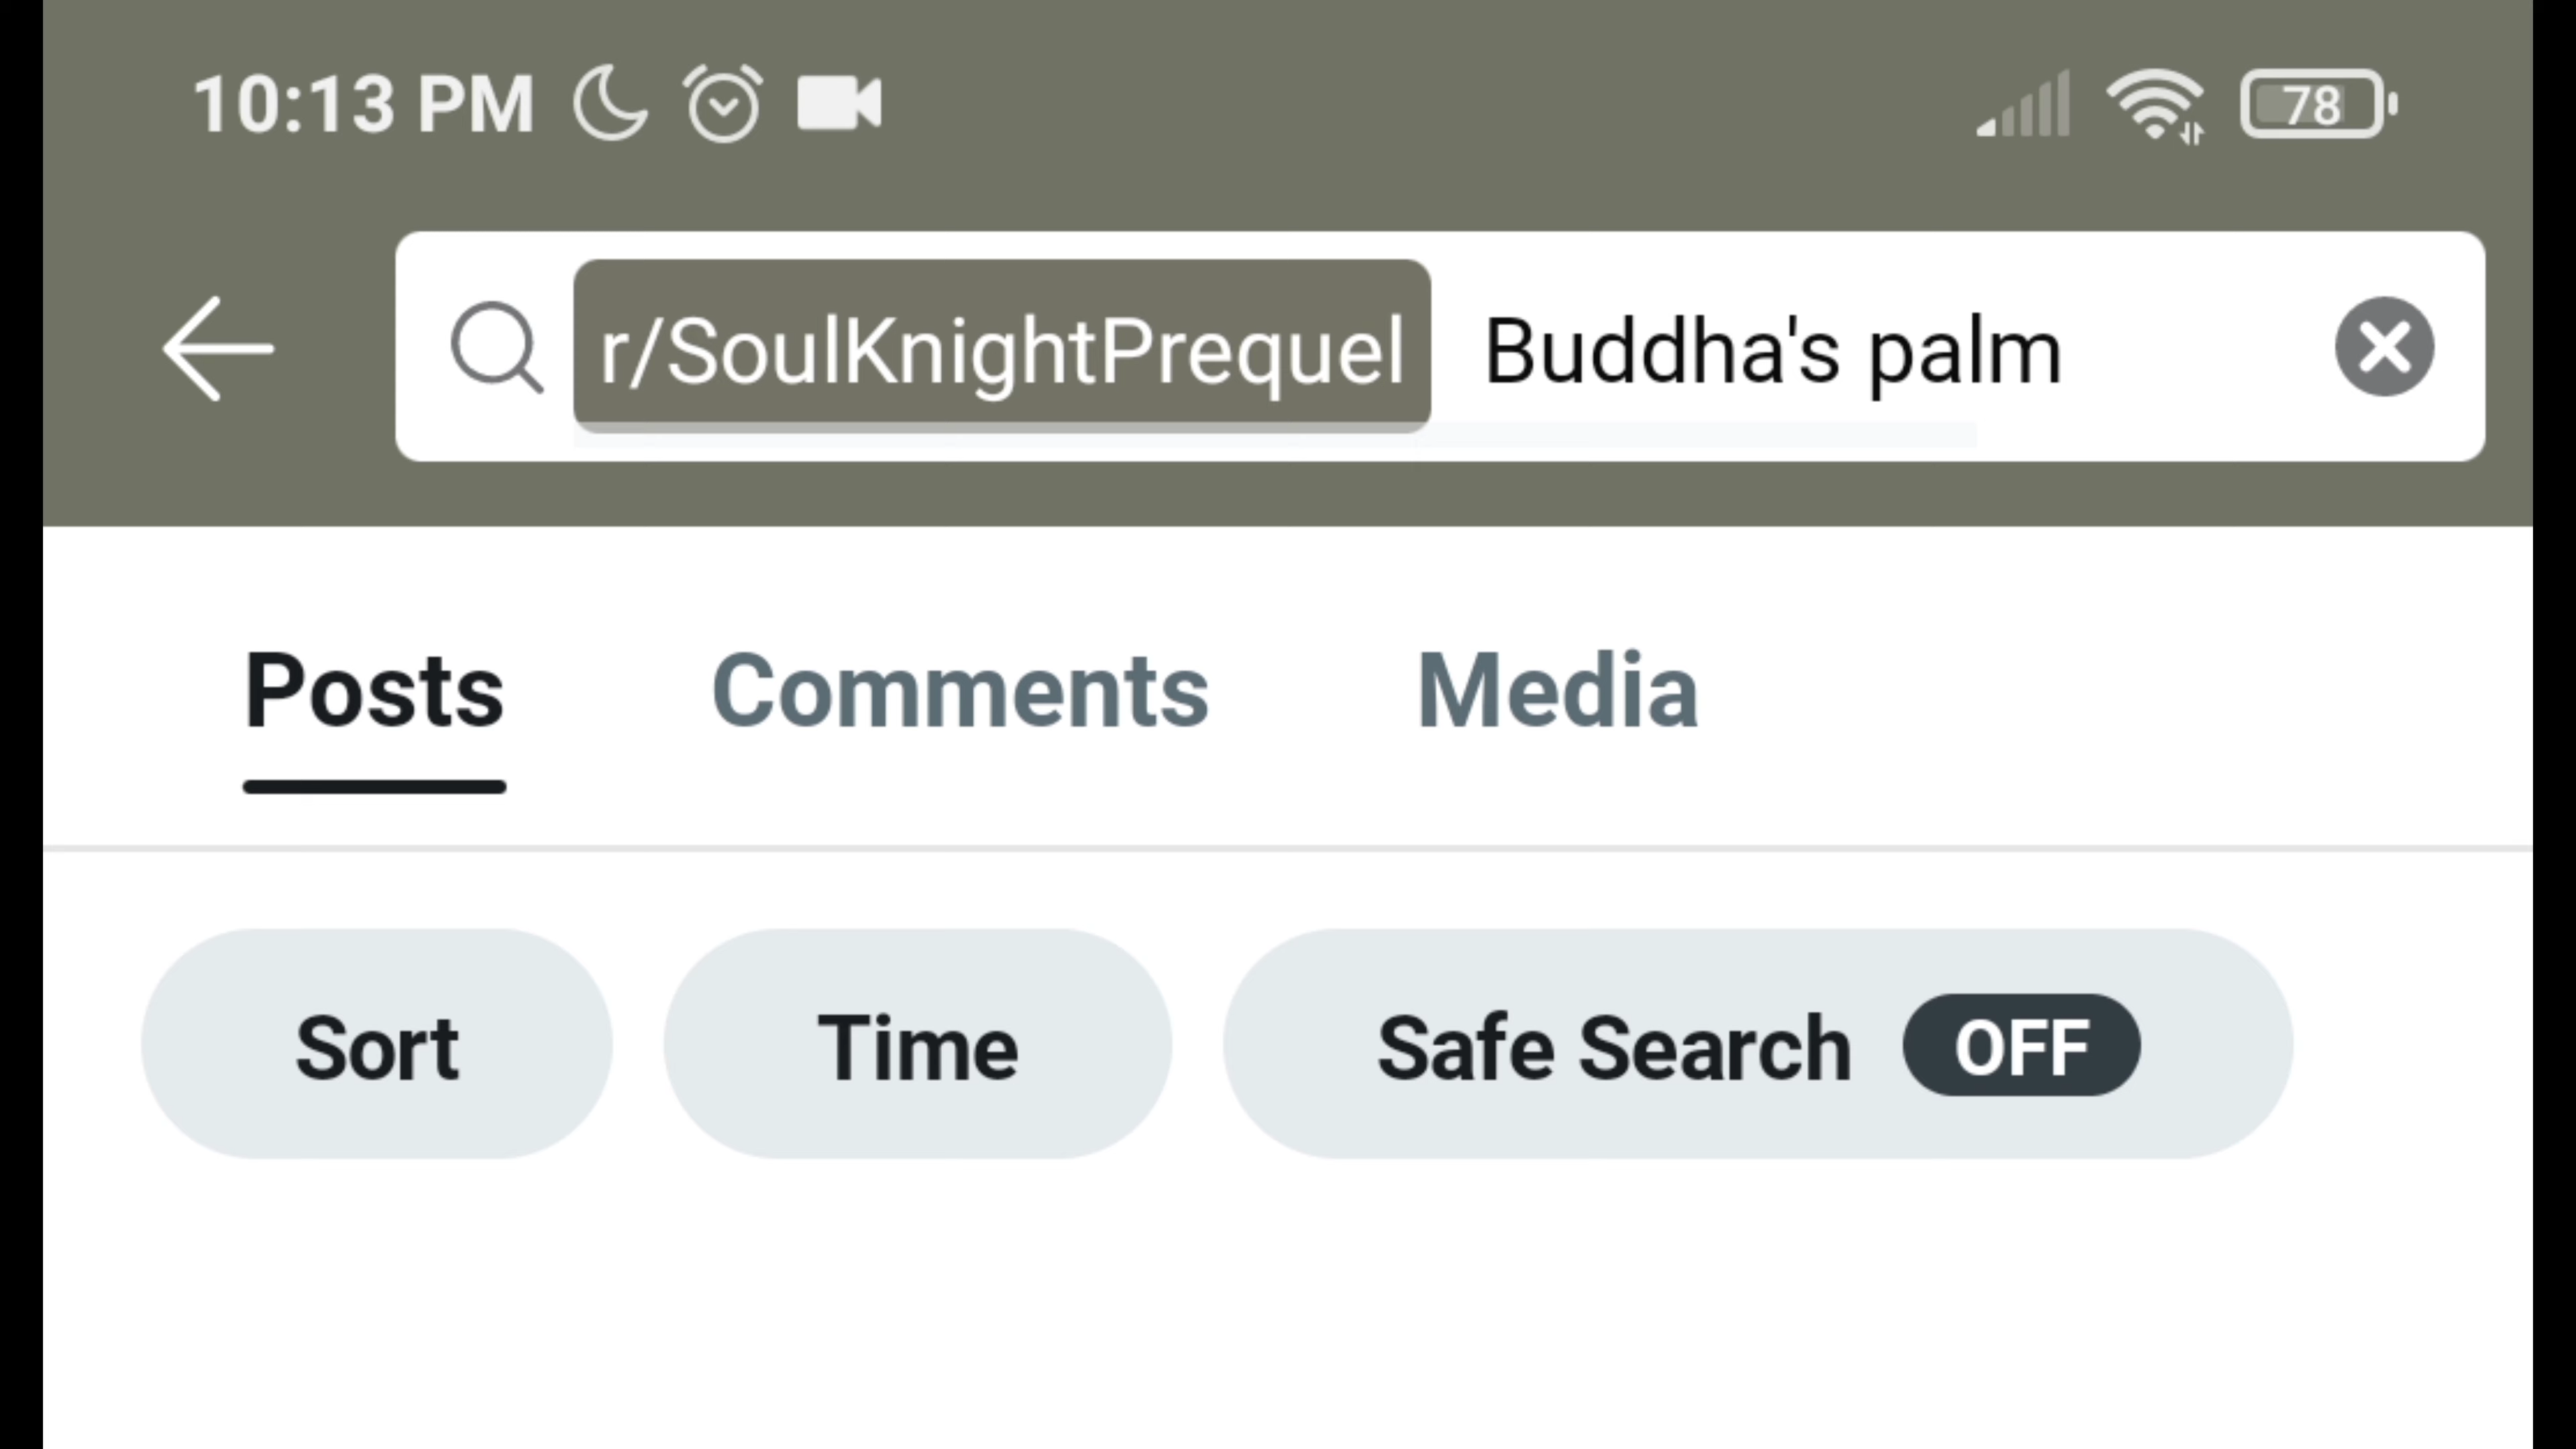 10:13 PM 78
r/SoulKnightPrequel Buddha's palm
Posts Comments Media
Sort Time Safe Search OFF